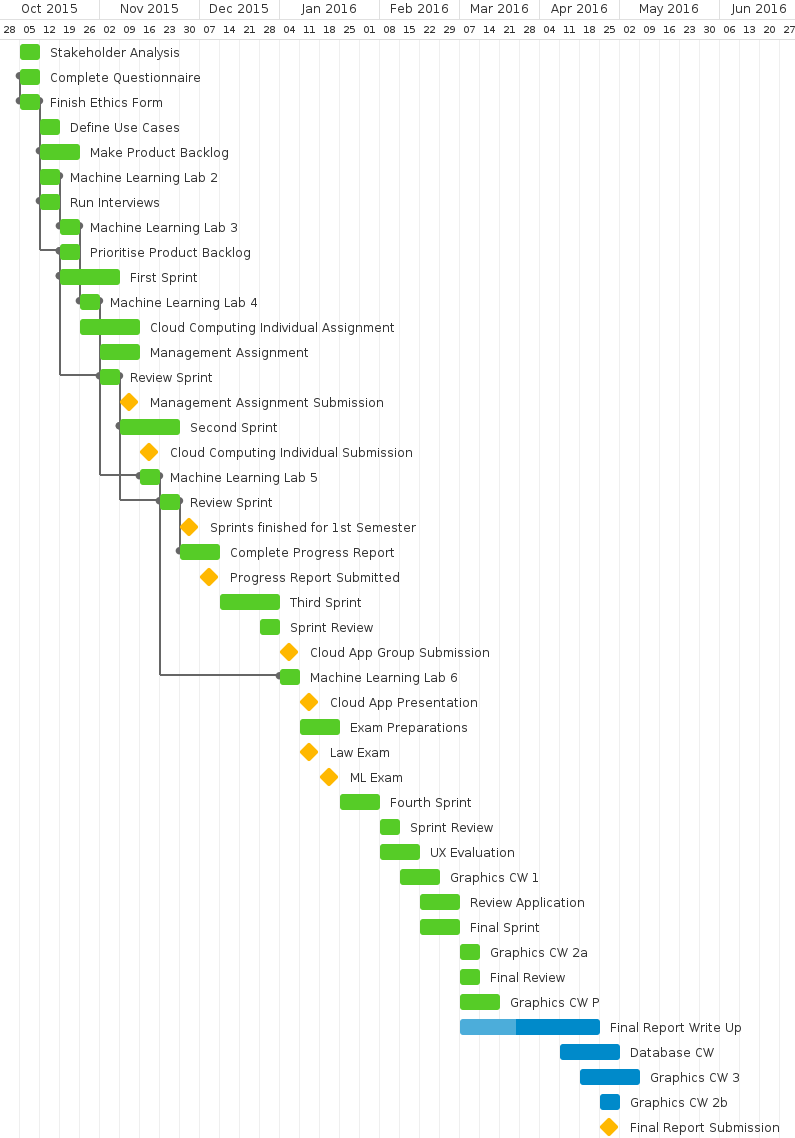 Oct 2015 Nov 2015 Dec 2015 Jan 2016 Feb 2016 Mar 2016 Apr 2016 May 2016 Jun 2016
28 05 12 19 26 02 09 16 23 30 07 14 21 28 04 11 18 25 01 08 15 22 29 07 14 21 28 04 11 18 25 02 09 16 23 30 06 13 20 27
Stakeholder Analysis
Complete Questionnaire
Finish Ethics Form
Define Use Cases
Make Product Backlog
Machine Learning Lab 2
Run Interviews
Machine Learning Lab 3
Prioritise Product Backlog
First Sprint
Machine Learning Lab 4
Cloud Computing Individual Assignment
Management Assignment
Review Sprint
Management Assignment Submission
Second Sprint
Cloud Computing Individual Submission
Machine Learning Lab 5
Review Sprint
Sprints finished for 1st Semester
Complete Progress Report
Progress Report Submitted
Third Sprint
Sprint Review
Cloud App Group Submission
Machine Learning Lab 6
Cloud App Presentation
Exam Preparations
Law Exam
ML Exam
Fourth Sprint
Sprint Review
UX Evaluation
Graphics CW 1
Review Application
Final Sprint
Graphics CW 2a
Final Review
Graphics CW P
Final Report Write Up
Database CW
Graphics CW 3
Graphics CW 2b
Final Report Submission